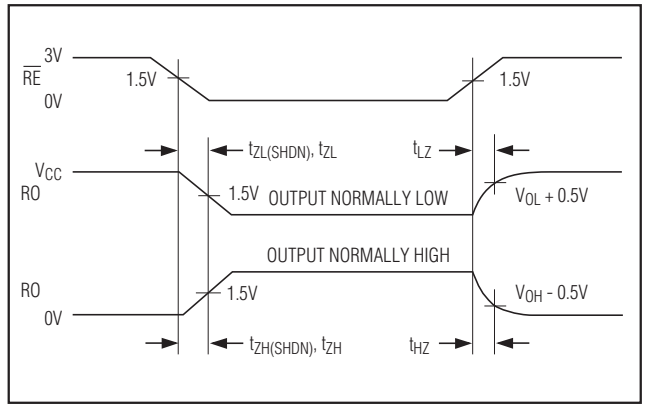 3V
RE
1.5V
1.5V
0V
tZL(SHDN), tZL
tLZ
VCC
RO
1.5V
OUTPUT NORMALLY LOW
VOL + 0.5V
OUTPUT NORMALLY HIGH
RO
1.5V
VOH - 0.5V
0V
tZH(SHDN), tZH
tHZ